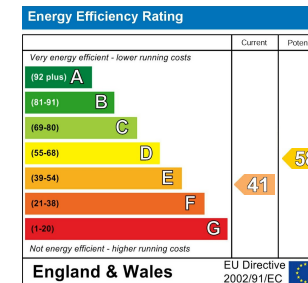 Energy Efficiency Rating
Current
Very energy efficient - lower running costs
(92 plus) A
(81-91) B
(69-80) C
(55-68) D
(39-54) E
41
(21-38) F
(1-20) G
Not energy efficient - higher running costs
England & Wales
EU Directive
2002/91/EC